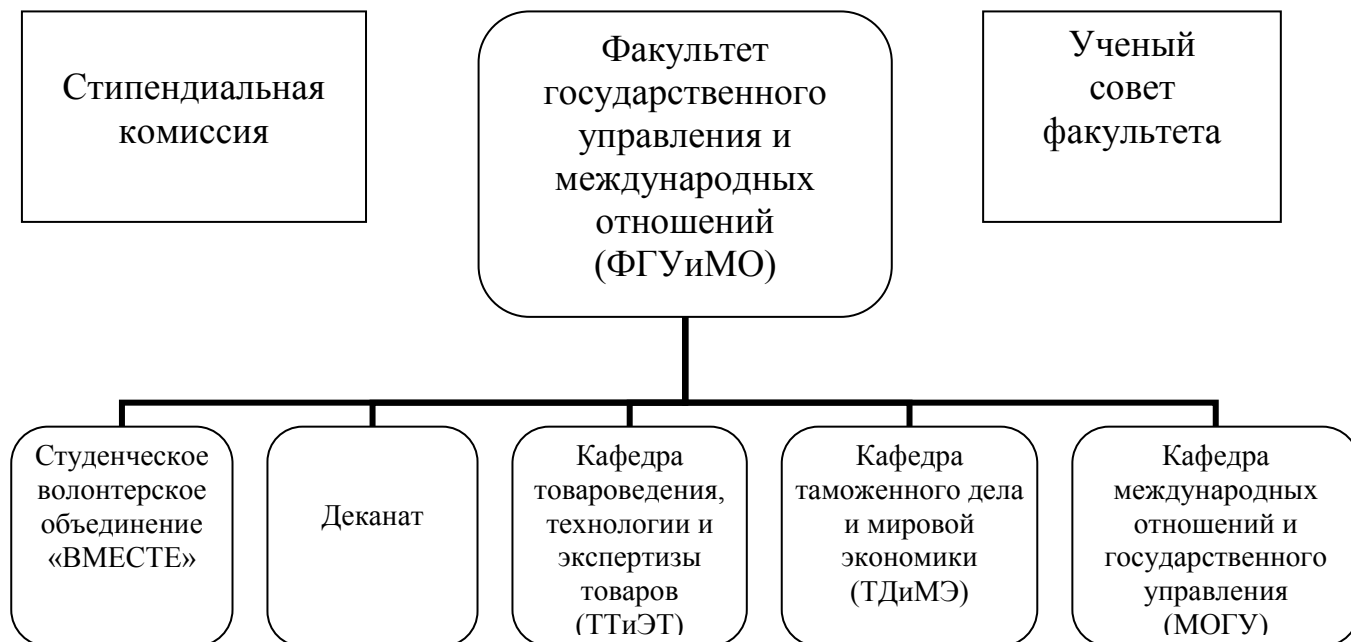 Стипендиальная
комиссия
Факультет
государственного
управления и
международных
отношений
(ФГУиМО)
Ученый
совет
факультета
Студенческое
волонтерское
объединение
«ВМЕСТЕ»
Деканат
Кафедра
товароведения,
технологии и
экспертизы
товаров
(ТТиЭТ)
Кафедра
таможенного дела
и мировой
экономики
(ТДиМЭ)
Кафедра
международных
отношений и
государственного
управления
(МОГУ)